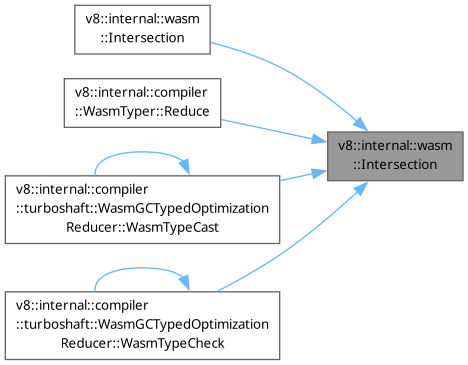 v8::internal::wasm
::Intersection
v8::internal::compiler
::WasmTyper::Reduce
v8::internal::wasm
::Intersection
v8::internal::compiler
::turboshaft::WasmGCTypedOptimization
Reducer::WasmTypeCast
v8::internal::compiler
::turboshaft::WasmGCTypedOptimization
Reducer::WasmTypeCheck